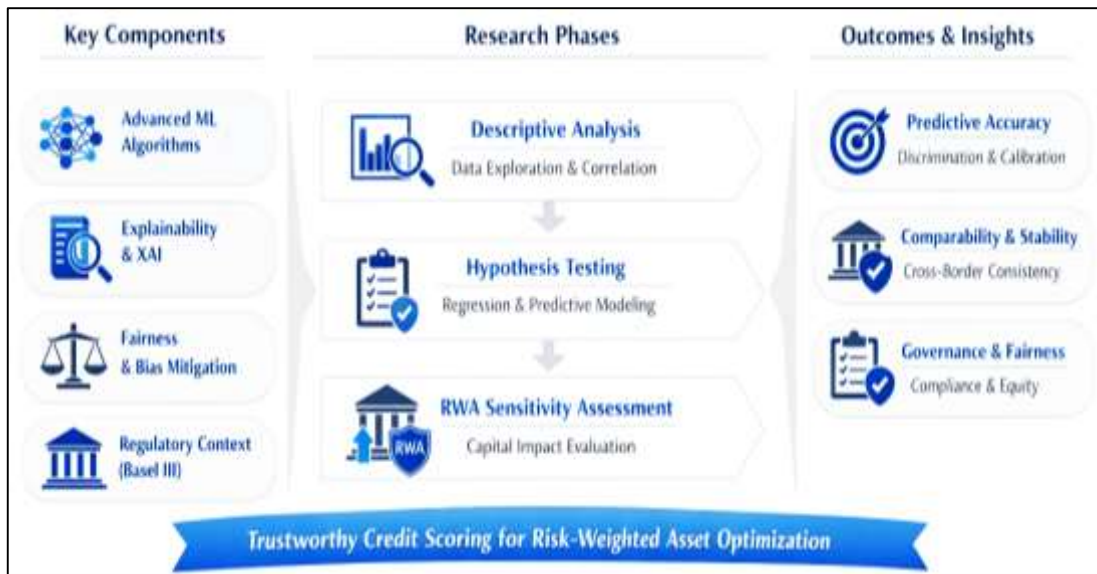 Key Components
Advanced ML
Algorithms
Explainability
& XAI
Fairness
& Bias Mitigation
Regulatory Context
(Basel III)
Research Phases
Descriptive Analysis
Data Exploration & Correlation
Hypothesis Testing
Regression & Predictive Modeling
RWA Sensitivity Assessment
Capital Impact Evaluation
RWA
Outcomes & Insights
Predictive Accuracy
Discrimination & Calibration
Comparability & Stability
Cross-Border Consistency
Governance & Fairness
Compliance & Equity
Trustworthy Credit Scoring for Risk-Weighted Asset Optimization